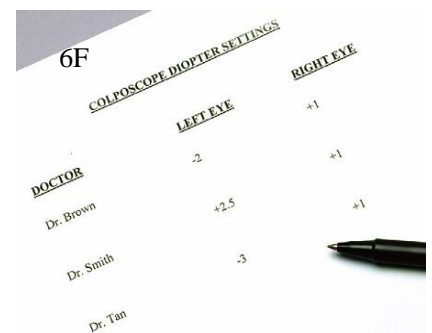 6F
COLPOSCOPE DIOPTER SETTINGS
DOCTOR LEFT EYE RIGHT EYE
Dr. Brown -2 +1
Dr. Smith +2.5 +1
Dr. Tan -3 +1